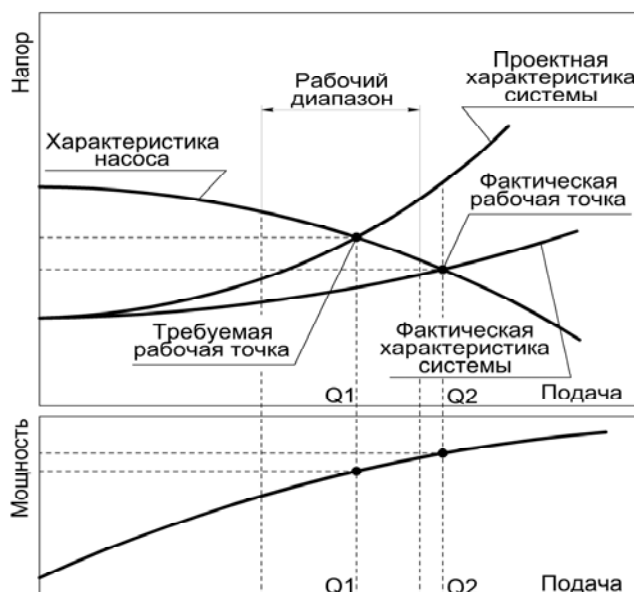 Напор
Рабочий
диапазон
Проектная
характеристика
системы
Характеристика
насоса
Фактическая
рабочая точка
Требуемая
рабочая точка
Фактическая
характеристика
системы
Q1
Q2
Подача
Мощность
Q1
Q2
Подача